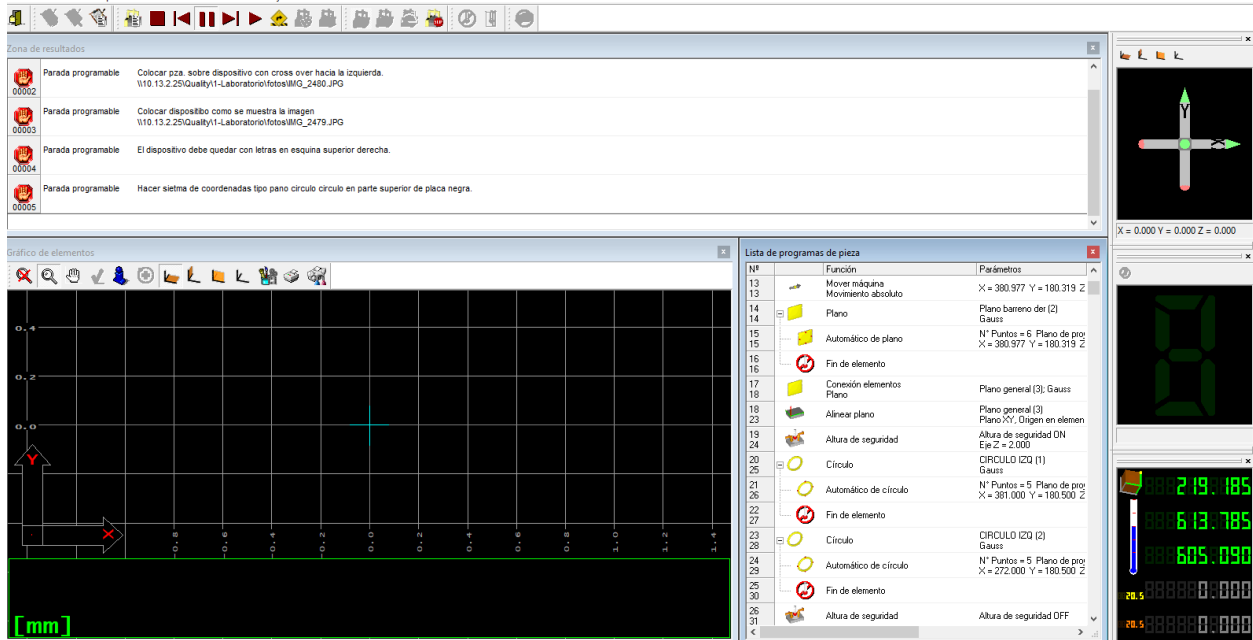 Zona de resultados
Parada programable Colocar pza. sobre dispositivo con cross over hacia la izquierda.
\\10.13.2.25\Quality\1-Laboratorio\fotos\IMG_2480.JPG
00002
Parada programable Colocar dispositibo como se muestra la imagen
\\10.13.2.25\Quality\1-Laboratorio\fotos\IMG_2479.JPG
00003
Parada programable El dispositivo debe quedar con letras en esquina superior derecha.
00004
Parada programable Hacer sietma de coordenadas tipo pano circulo circulo en parte superior de placa negra.
00005
Y
X
X = 0.000 Y = 0.000 Z = 0.000
Gráfico de elementos
0.4
0.2
0.0
Y
X
0.8 0.6 0.4 0.2 0.0 0.2 0.4 0.6 0.8 1.0 1.2 1.4
[mm]
Lista de programas de pieza
Nº Función Parámetros
13 Mover máquina X = 380.977 Y = 180.319 Z
13 Movimiento absoluto
14 Plano Plano barreno der (2)
14 Gauss
15 Automático de plano N° Puntos = 6 Plano de proy
15 X = 380.977 Y = 180.319 Z
16 Fin de elemento
16
17 Conexión elementos Plano general (3); Gauss
18 Plano
18 Alinear plano Plano general (3)
23 Plano XY, Origen en elemen
19 Altura de seguridad Altura de seguridad ON
24 Eje Z = 2.000
20 Círculo CIRCULO IZQ (1)
25 Gauss
21 Automático de círculo N° Puntos = 5 Plano de proy
26 X = 381.000 Y = 180.500 Z
22 Fin de elemento
27
23 Círculo CIRCULO IZQ (2)
28 Gauss
24 Automático de círculo N° Puntos = 5 Plano de proy
29 X = 272.000 Y = 180.500 Z
25 Fin de elemento
30
26 Altura de seguridad Altura de seguridad OFF
31
219.185
613.785
605.090
20.5 0.000
20.5 0.000